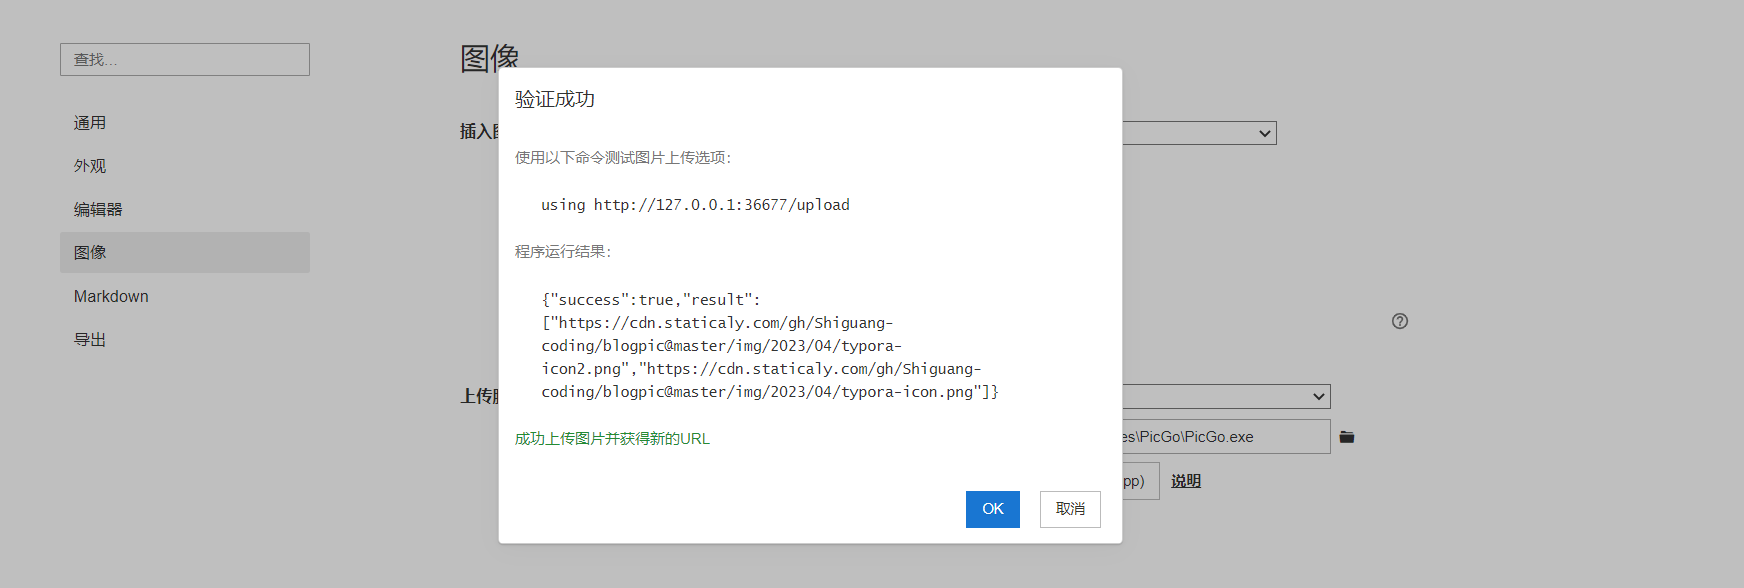 查找...
通用
外观
编辑器
图像
Markdown
导出
图像
插入
上传
验证成功
使用以下命令测试图片上传选项：
using http://127.0.0.1:36677/upload
程序运行结果：
{"success":true,"result":
["https://cdn.staticaly.com/gh/Shiguang-
coding/blogpic@master/img/2023/04/typora-
icon2.png","https://cdn.staticaly.com/gh/Shiguang-
coding/blogpic@master/img/2023/04/typora-icon.png"]}
成功上传图片并获得新的URL
OK
取消
es\PicGo\PicGo.exe
pp)
说明